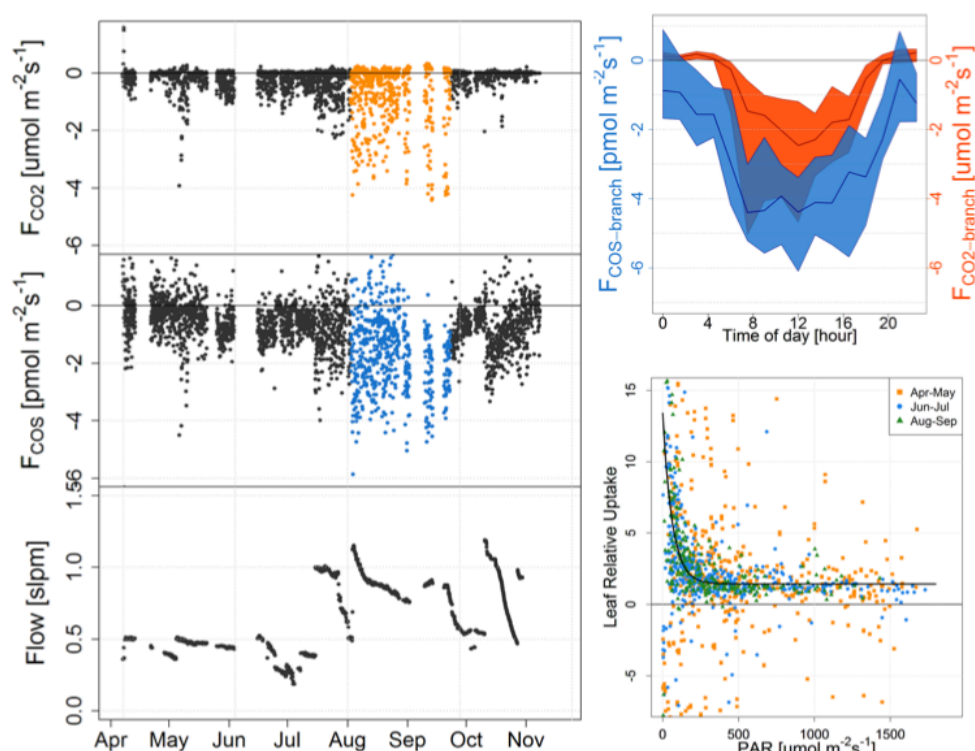 F_CO2 [umol m^-2 s^-1]
0
-2
-4
-6
F_COS [pmol m^-2 s^-1]
0
-2
-4
Flow [slpm]
1.0
0.5
0.0
Apr May Jun Jul Aug Sep Oct Nov
F_COS-branch [pmol m^-2 s^-1]
0
-2
-4
-6
0
-2
-4
-6
F_CO2-branch [umol m^-2 s^-1]
0 4 8 12 16 20
Time of day [hour]
Leaf Relative Uptake
15
10
5
0
-5
Apr-May
Jun-Jul
Aug-Sep
0 500 1000 1500
PAR [umol m^-2 s^-1]